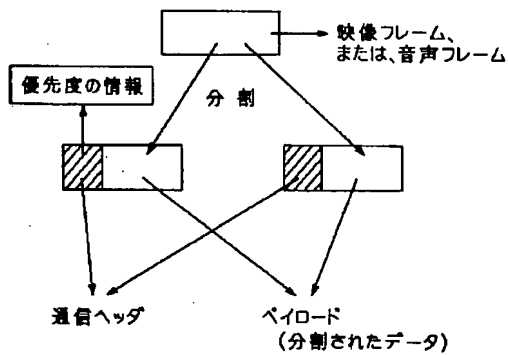 映像フレーム、
または、音声フレーム
優先度の情報
分割
通信ヘッダ
ペイロード
(分割されたデータ)